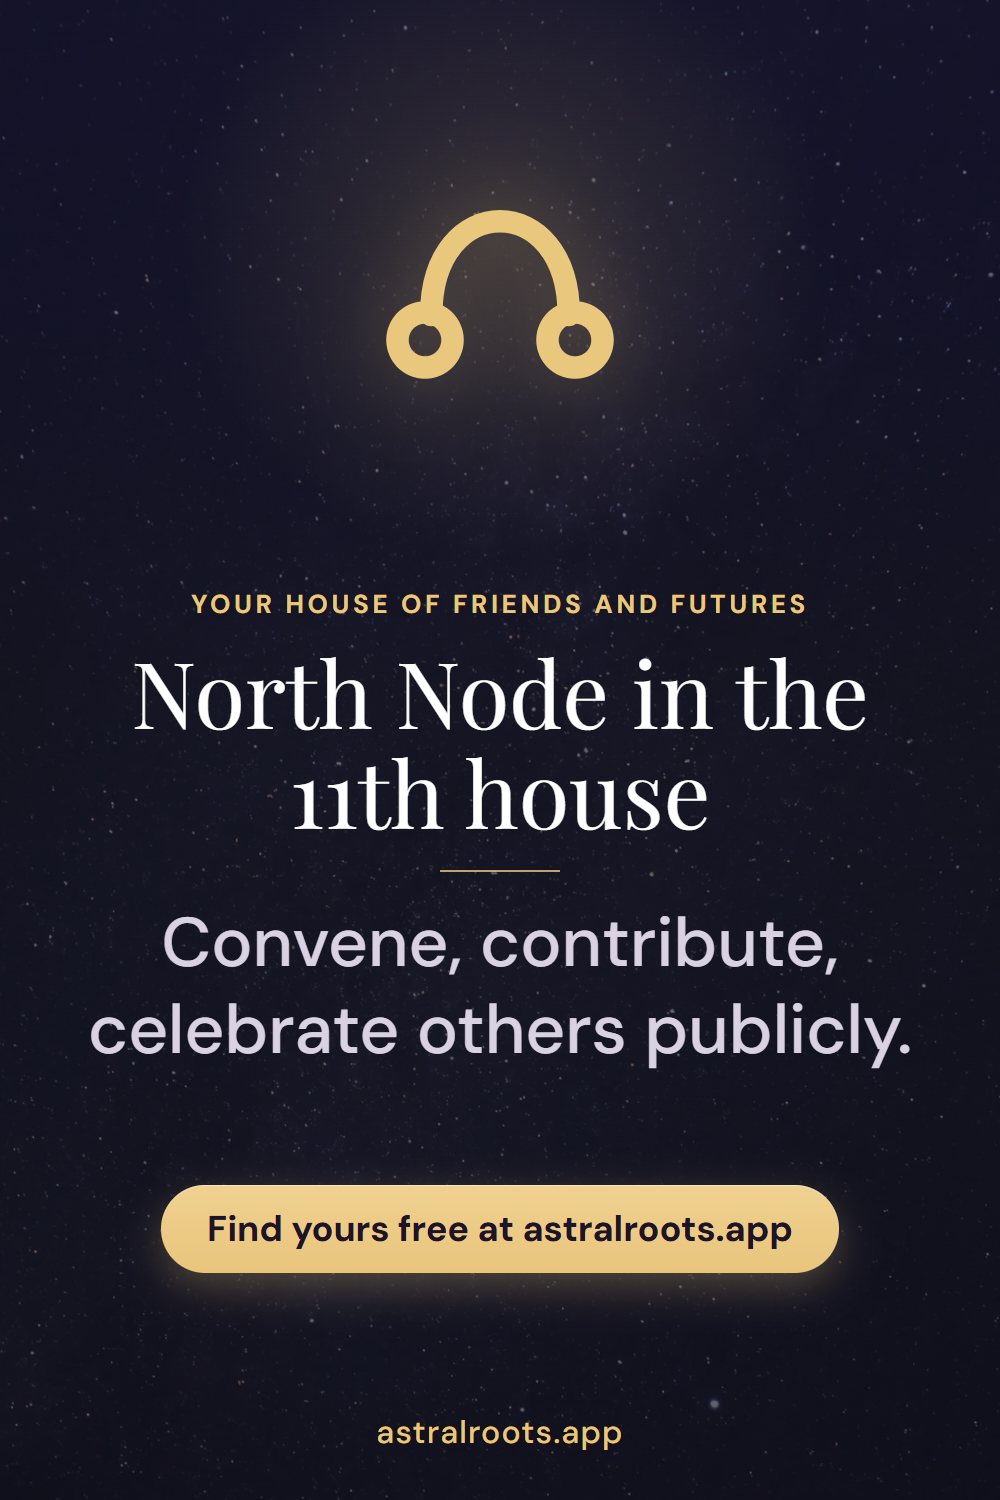 YOUR HOUSE OF FRIENDS AND FUTURES
North Node in the
11th house
Convene, contribute,
celebrate others publicly.
Find yours free at astralroots.app
astralroots.app